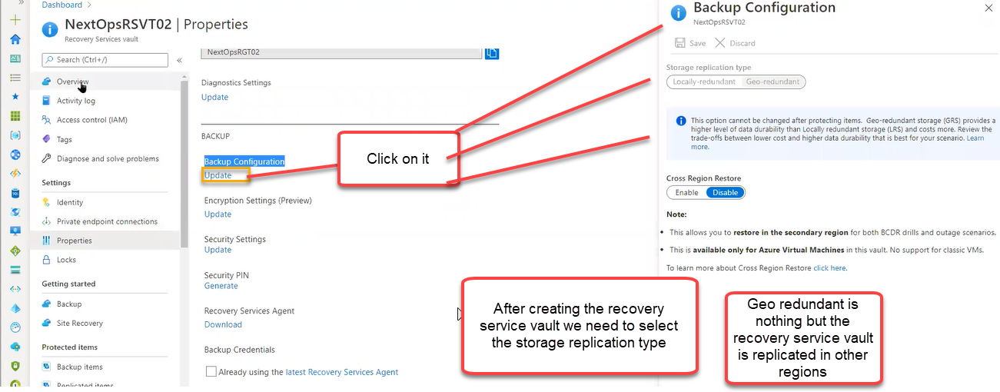 Dashboard >
NextOpsRSVT02 | Properties
Recovery Services vault
Search (Ctrl+/)
«
Overview
Activity log
Access control (IAM)
Tags
Diagnose and solve problems
Settings
Identity
Private endpoint connections
Properties
Locks
Getting started
Backup
Site Recovery
Protected items
Backup items
Replicated items
NextOpsRGT02
Diagnostics Settings
Update
BACKUP
Backup Configuration
Update
Encryption Settings (Preview)
Update
Security Settings
Update
Security PIN
Generate
Recovery Services Agent
Download
Backup Credentials
Already using the latest Recovery Services Agent
Click on it
After creating the recovery
service vault we need to select
the storage replication type
Backup Configuration
NextOpsRSVT02
Save
Discard
Storage replication type
Locally-redundant Geo-redundant
This option cannot be changed after protecting items. Geo-redundant storage (GRS) provides a
higher level of data durability than Locally redundant storage (LRS) and costs more. Review the
trade-offs between lower cost and higher data durability that is best for your scenario. Learn
more.
Cross Region Restore
Enable Disable
Note:
• This allows you to restore in the secondary region for both BCDR drills and outage scenarios.
• This is available only for Azure Virtual Machines in this vault. No support for classic VMs.
To learn more about Cross Region Restore click here.
Geo redundant is
nothing but the
recovery service vault
is replicated in other
regions